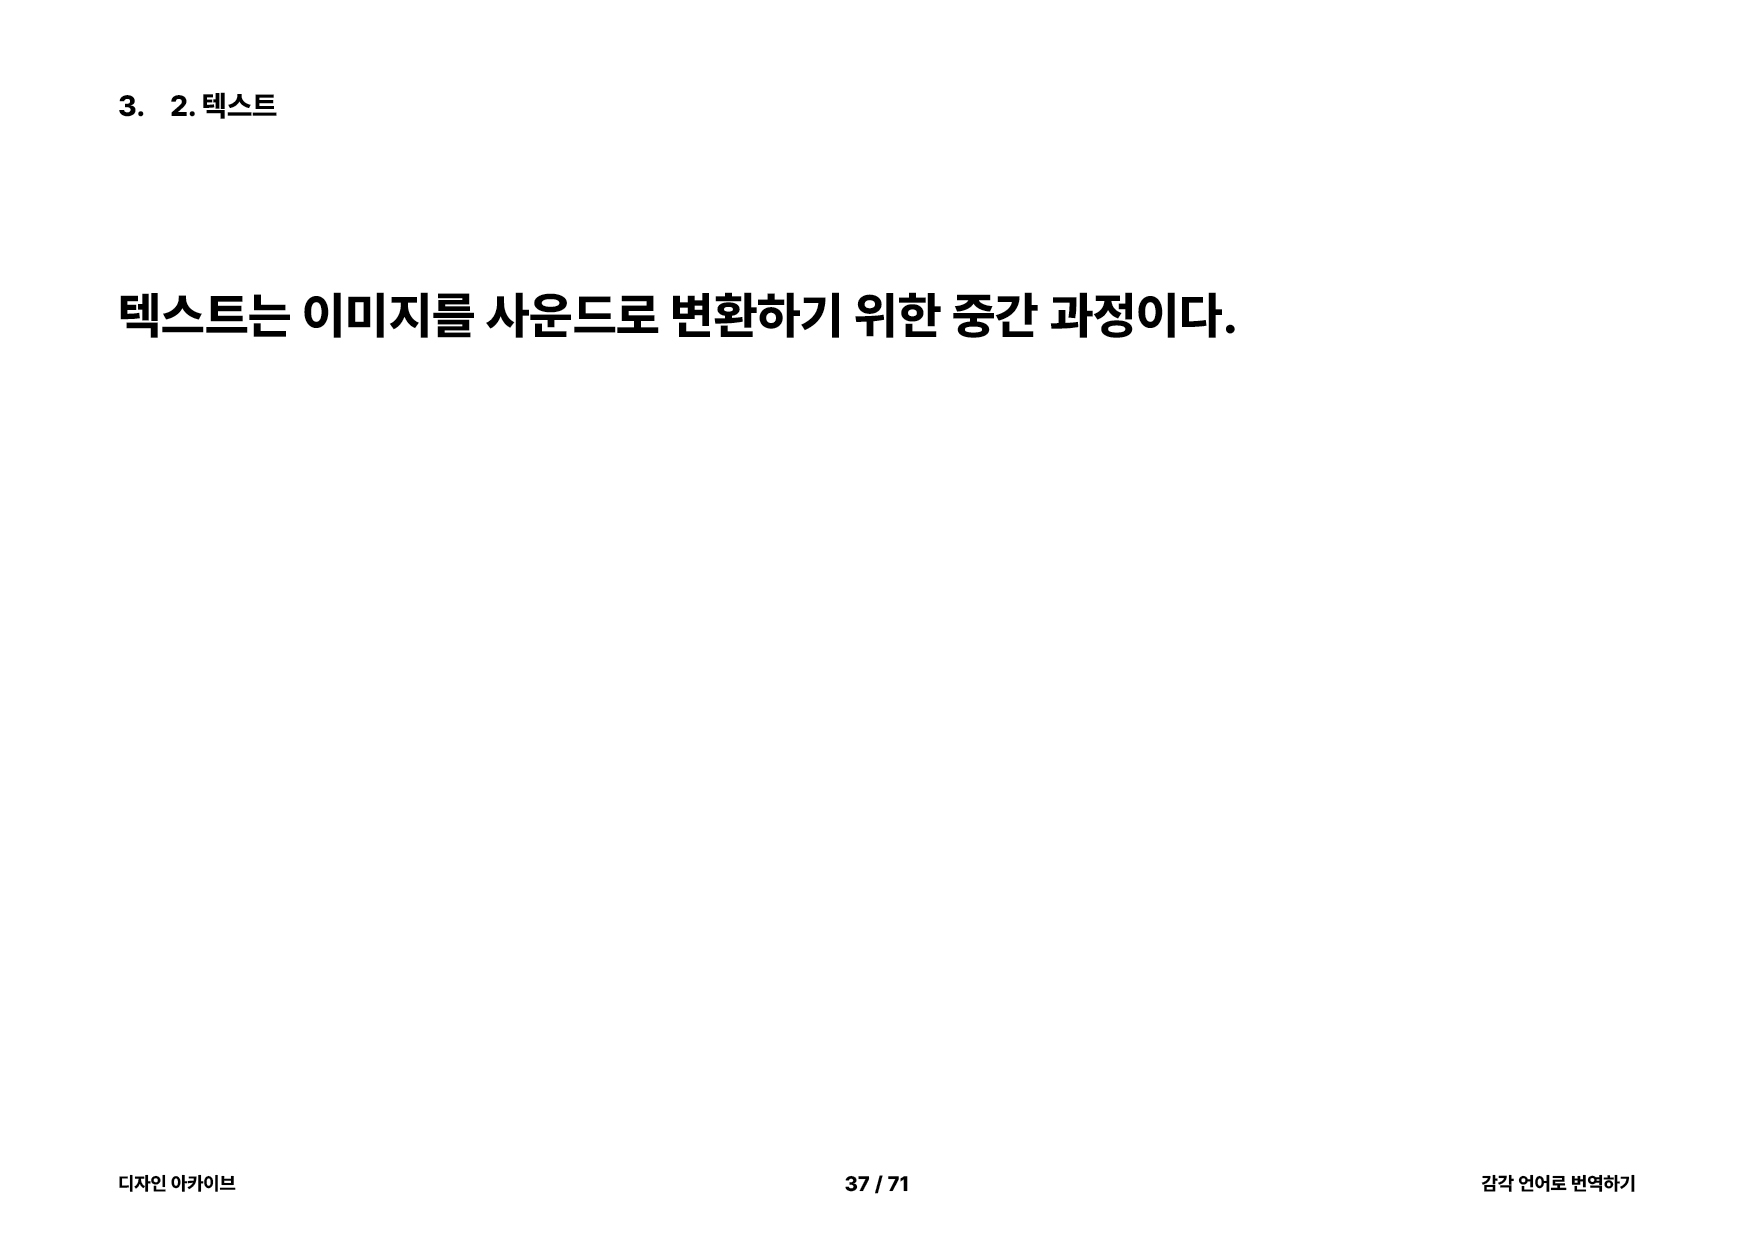 3. 2. 텍스트
텍스트는 이미지를 사운드로 변환하기 위한 중간 과정이다.
디자인 아카이브
37 / 71
감각 언어로 번역하기